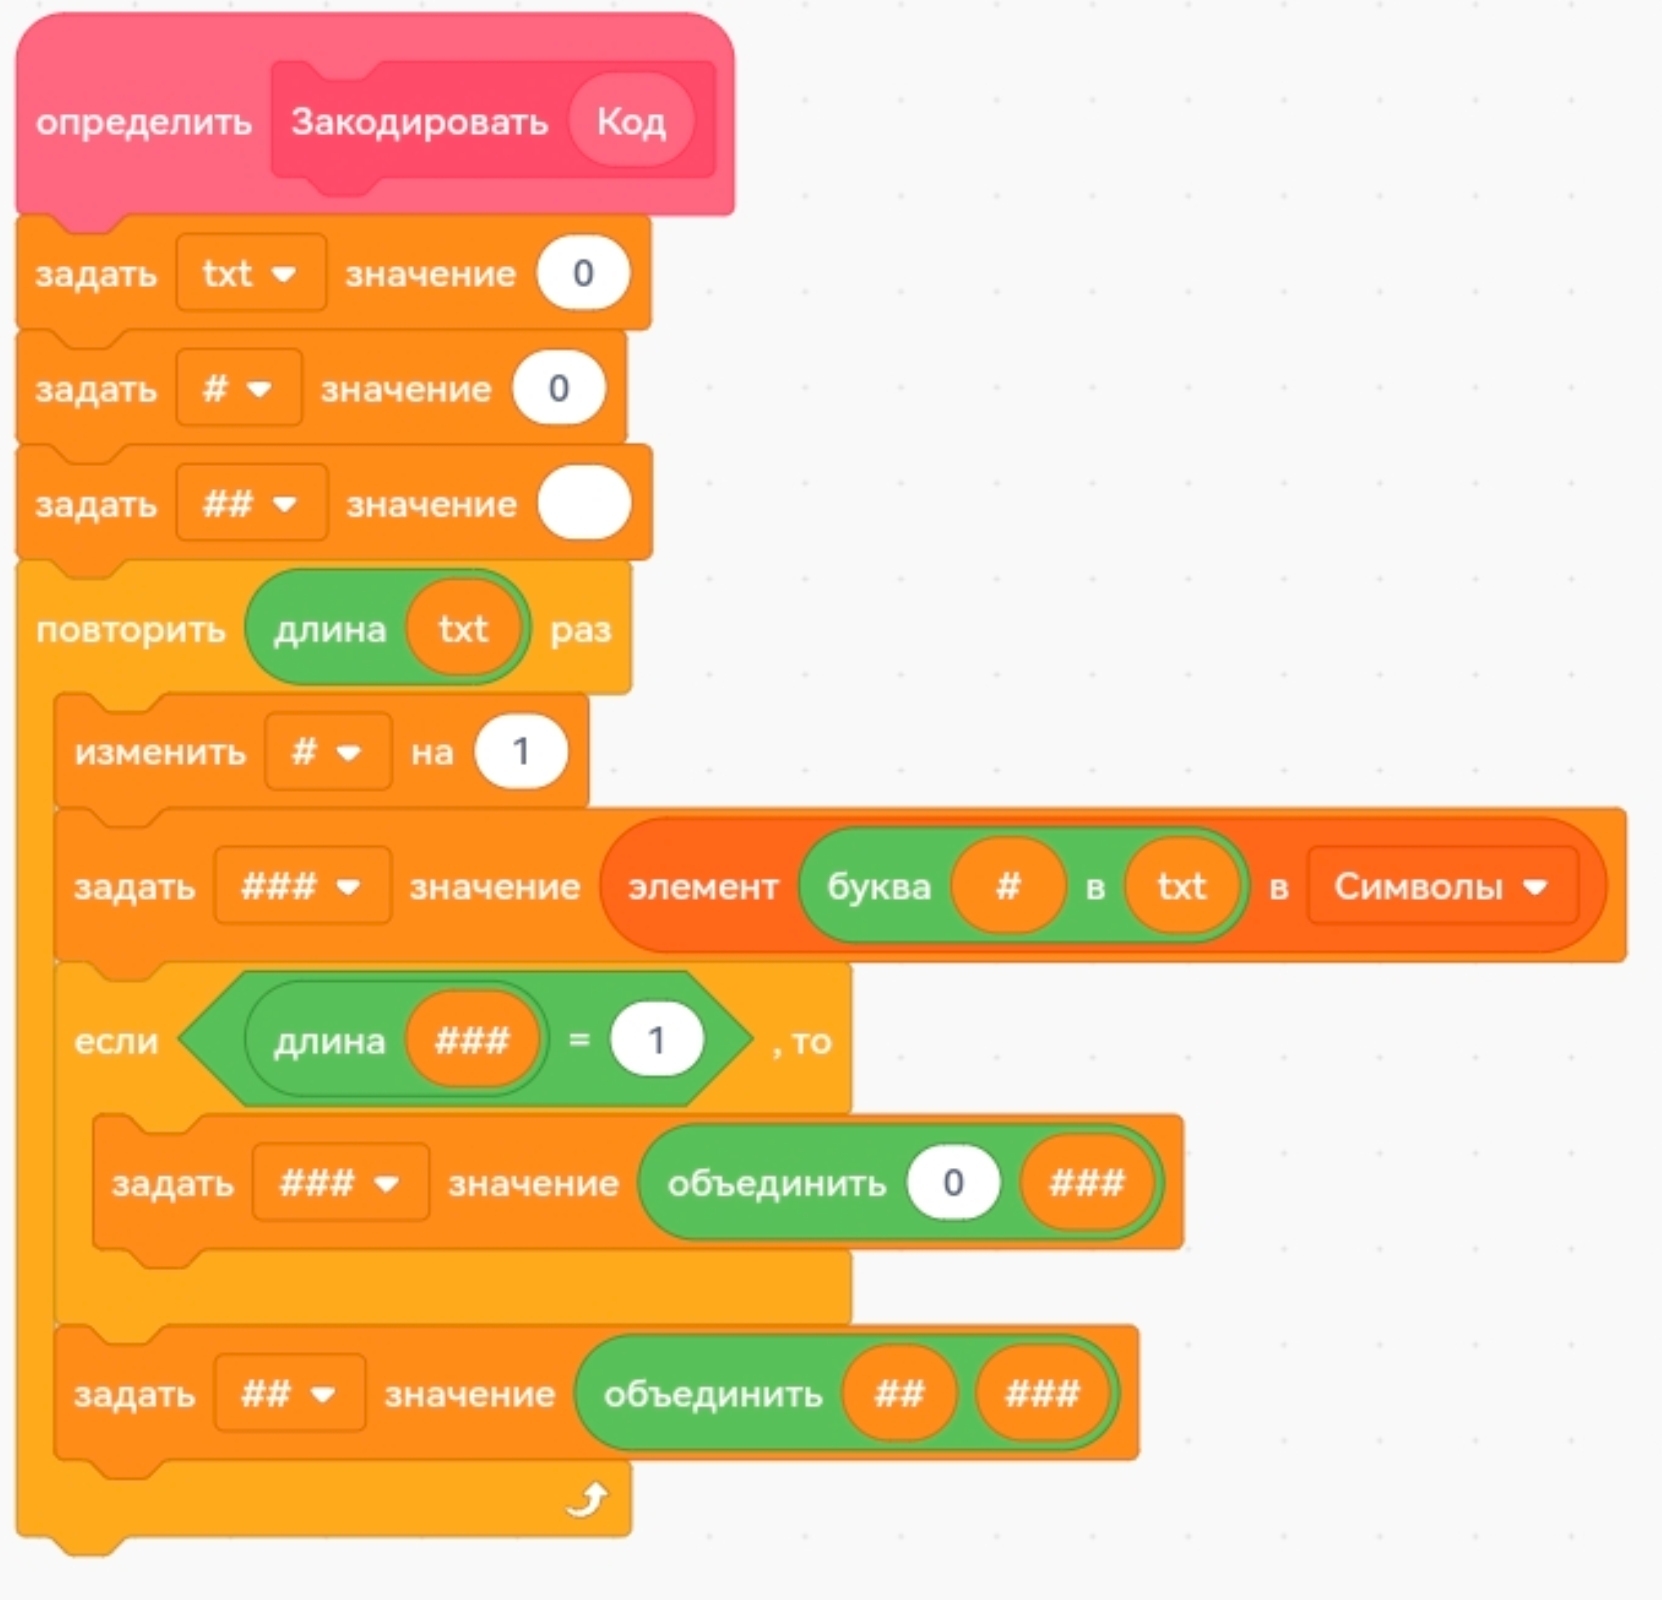 определить Закодировать Код
задать txt значение 0
задать # значение 0
задать ## значение
повторить длина txt раз
изменить # на 1
задать ### значение элемент буква # в txt в Символы
если длина ### = 1 , то
задать ### значение объединить 0 ###
задать ## значение объединить ## ###